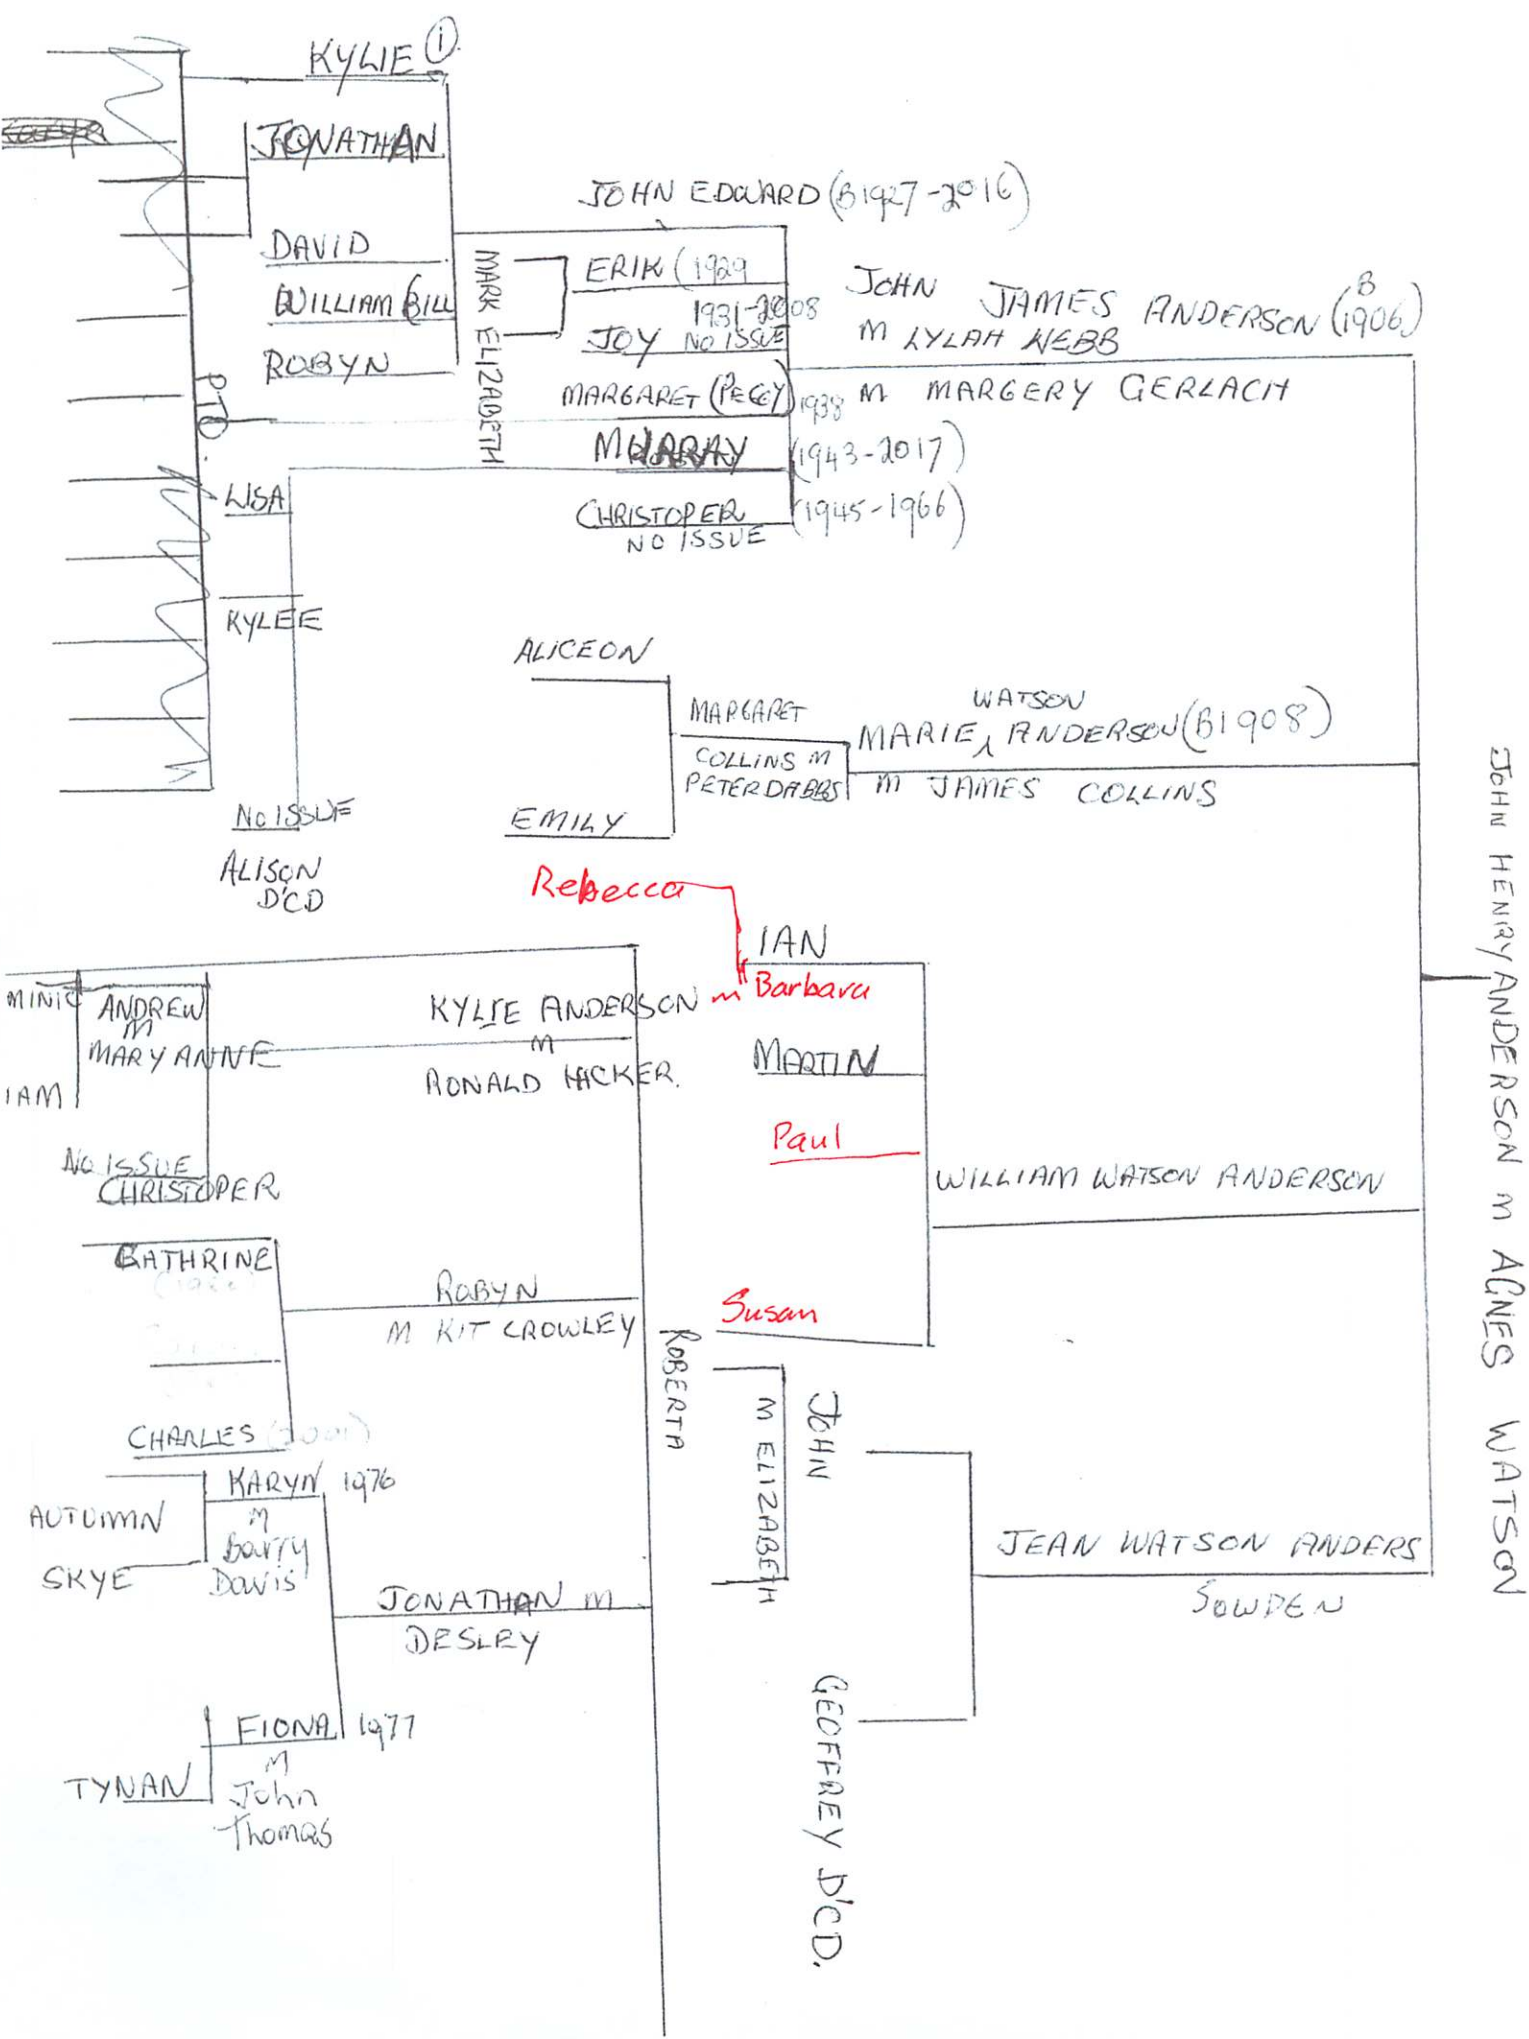 KYLIE 1
JONATHAN
DAVID
WILLIAM (BILL
ROBYN
JOHN EDWARD (B1927-2016)
MARK ELIZABETH
ERIK (1929
1931-2008
JOY NO ISSUE
MARGARET (PEGGY) 1938
MURRAY (1943-2017)
CHRISTOPER (1945-1966)
NO ISSUE
JOHN JAMES ANDERSON (B 1906)
M LYLAH WEBB
M MARGERY GERLACH
PTO.
LISA
KYLEE
NO ISSUE
ALISON
D'CD
ALICEON
EMILY
MARGARET
COLLINS M
PETER DABBS
WATSON
MARIE ANDERSON (B1908)
M JAMES COLLINS
JOHN HENRY ANDERSON M AGNES WATSON
Rebecca
IAN
m Barbara
MARTIN
Paul
Susan
WILLIAM WATSON ANDERSON
MINIC
IAM
ANDREW
M
MARY ANNE
NO ISSUE
CHRISTOPER
KYLIE ANDERSON
M
RONALD HICKER.
CATHRINE
CHARLES (2001)
ROBYN
M KIT CROWLEY
ROBERTA
JOHN
M ELIZABETH
GEOFFREY D'CD.
JEAN WATSON ANDERS
SOWDEN
KARYN 1976
M
Barry
Davis
AUTUMN
SKYE
JONATHAN M
DESLEY
FIONA 1977
M
John
Thomas
TYNAN